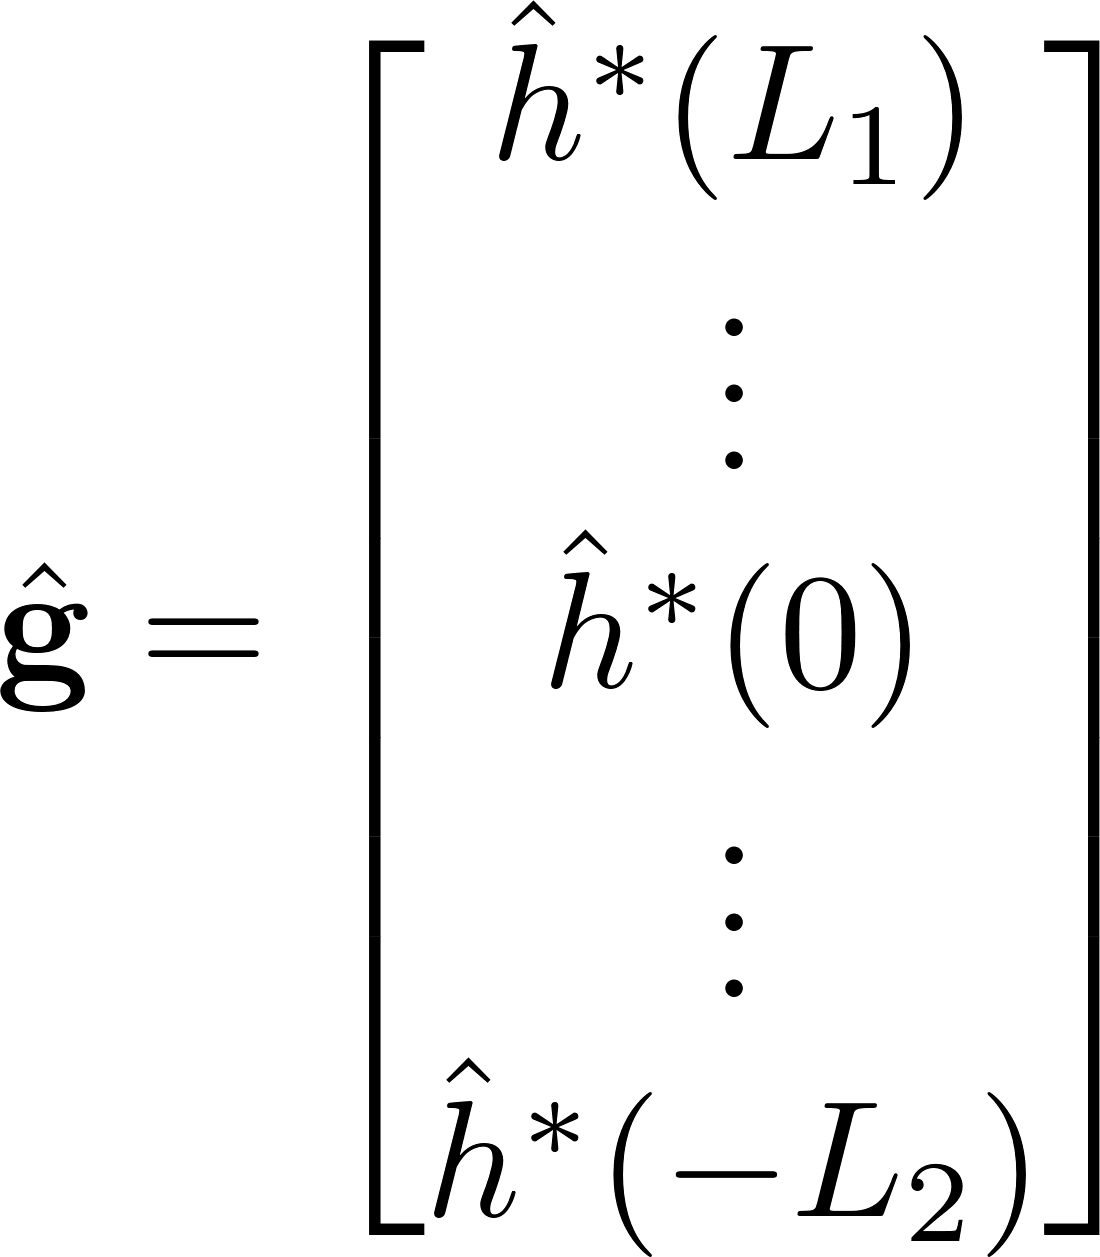 ĥ*(L₁)
⋮
𝐠̂ = ĥ*(0)
⋮
ĥ*(−L₂)